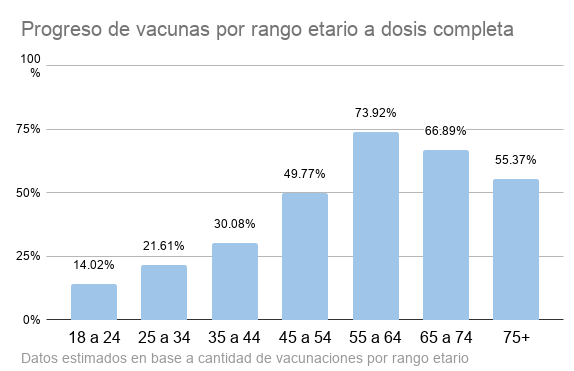 Progreso de vacunas por rango etario a dosis completa
100
%
75%
50%
25%
0%
14.02%
21.61%
30.08%
49.77%
73.92%
66.89%
55.37%
18 a 24
25 a 34
35 a 44
45 a 54
55 a 64
65 a 74
75+
Datos estimados en base a cantidad de vacunaciones por rango etario